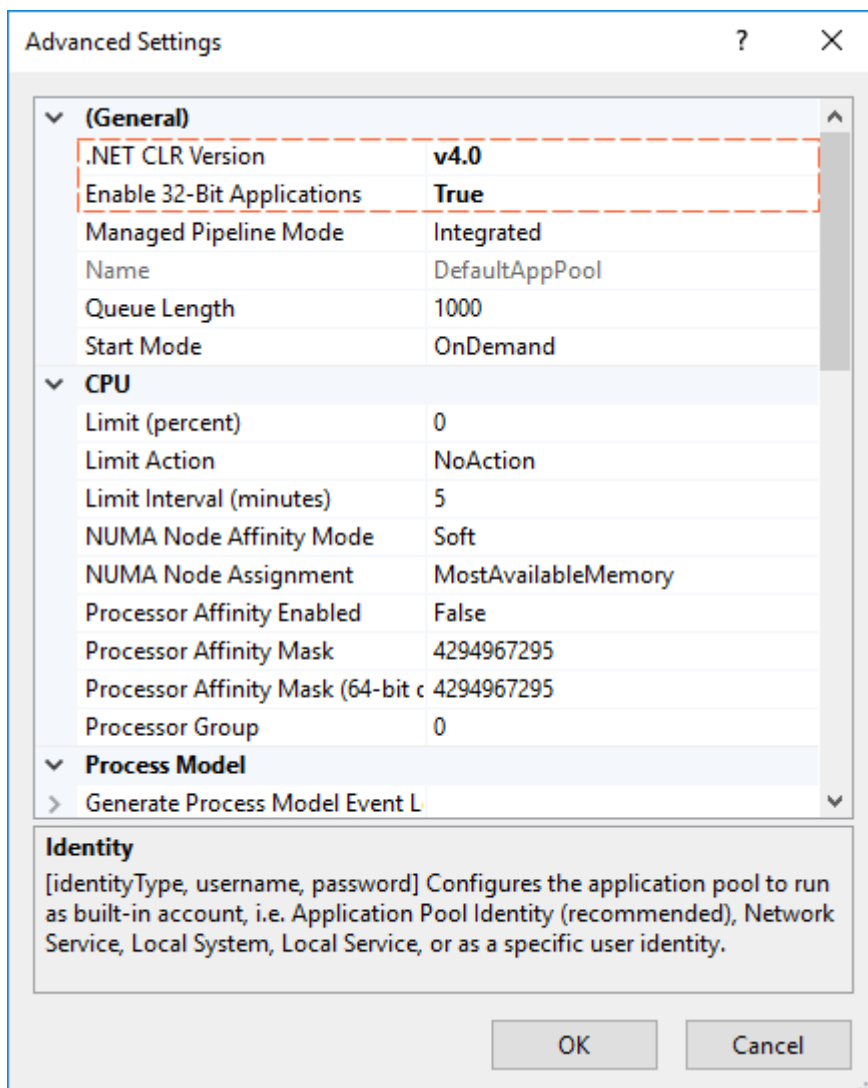 Advanced Settings ? ×
(General)
.NET CLR Version v4.0
Enable 32-Bit Applications True
Managed Pipeline Mode Integrated
Name DefaultAppPool
Queue Length 1000
Start Mode OnDemand
CPU
Limit (percent) 0
Limit Action NoAction
Limit Interval (minutes) 5
NUMA Node Affinity Mode Soft
NUMA Node Assignment MostAvailableMemory
Processor Affinity Enabled False
Processor Affinity Mask 4294967295
Processor Affinity Mask (64-bit o 4294967295
Processor Group 0
Process Model
Generate Process Model Event L
Identity
[identityType, username, password] Configures the application pool to run
as built-in account, i.e. Application Pool Identity (recommended), Network
Service, Local System, Local Service, or as a specific user identity.
OK Cancel